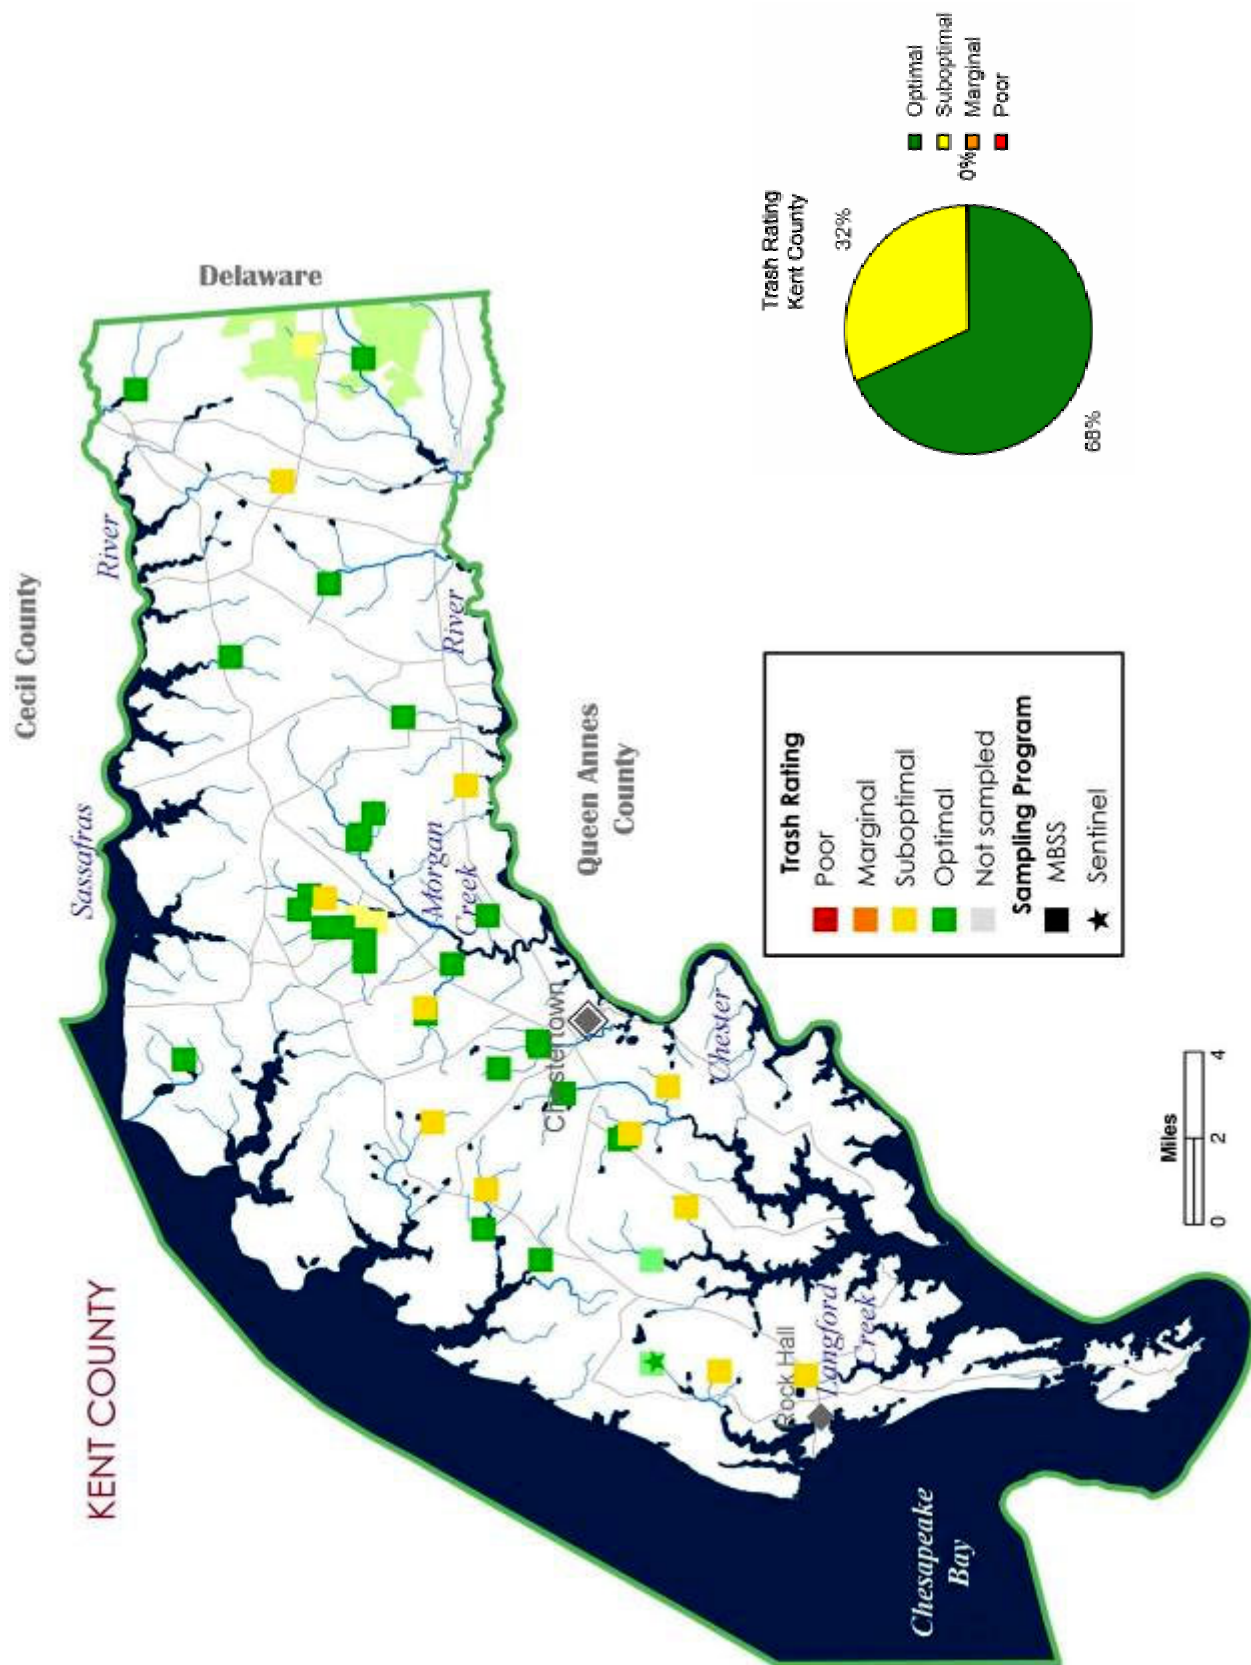 KENT COUNTY
Cecil County
Delaware
Sassafras
River
River
Morgan
Creek
Queen Annes
County
Chestertown
Chester
Rock Hall
Langford
Creek
Chesapeake
Bay
Miles
0 2 4
Trash Rating
Poor
Marginal
Suboptimal
Optimal
Not sampled
Sampling Program
MBSS
Sentinel
Trash Rating
Kent County
32%
0%
68%
Optimal
Suboptimal
Marginal
Poor